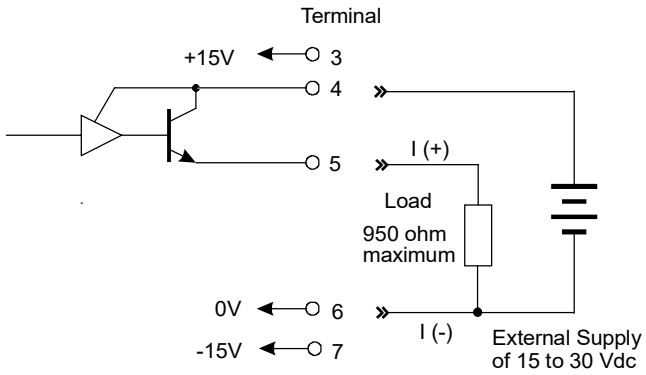 Terminal
+15V
3
4
5
I (+)
Load
950 ohm
maximum
0V
6
I (-)
-15V
7
External Supply
of 15 to 30 Vdc